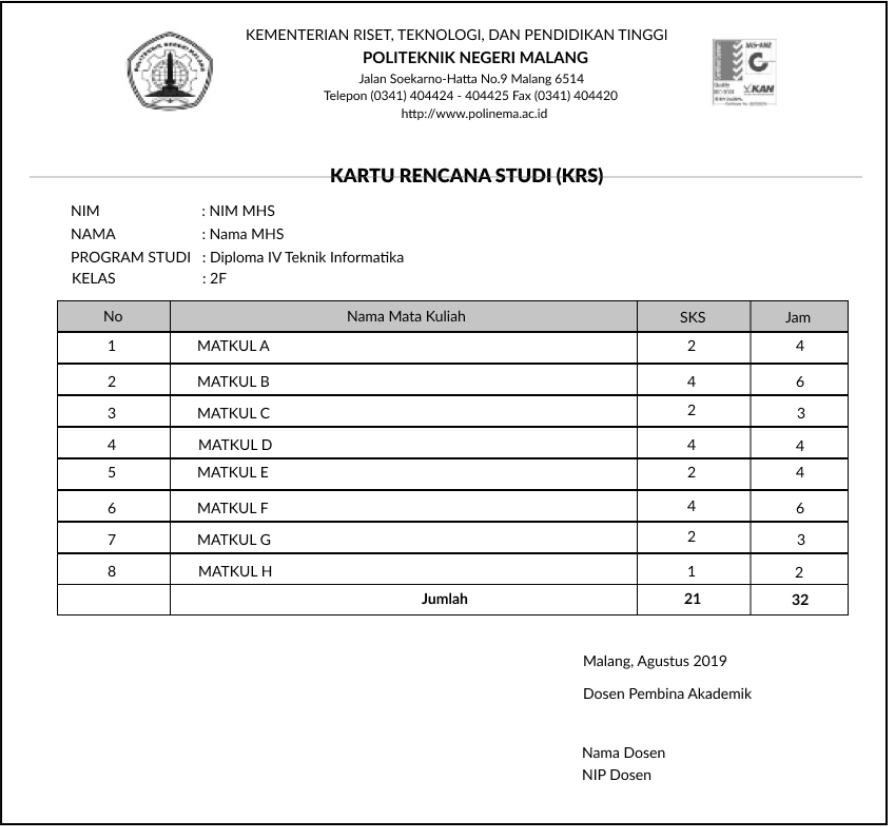 KEMENTERIAN RISET, TEKNOLOGI, DAN PENDIDIKAN TINGGI
POLITEKNIK NEGERI MALANG
Jalan Soekarno-Hatta No.9 Malang 6514
Telepon (0341) 404424 - 404425 Fax (0341) 404420
http://www.polinema.ac.id
POLITEKNIK NEGERI MALANG
KAN
KARTU RENCANA STUDI (KRS)
NIM : NIM MHS
NAMA : Nama MHS
PROGRAM STUDI : Diploma IV Teknik Informatika
KELAS : 2F
No Nama Mata Kuliah SKS Jam
1 MATKUL A 2 4
2 MATKUL B 4 6
3 MATKUL C 2 3
4 MATKUL D 4 4
5 MATKUL E 2 4
6 MATKUL F 4 6
7 MATKUL G 2 3
8 MATKUL H 1 2
Jumlah 21 32
Malang, Agustus 2019
Dosen Pembina Akademik
Nama Dosen
NIP Dosen